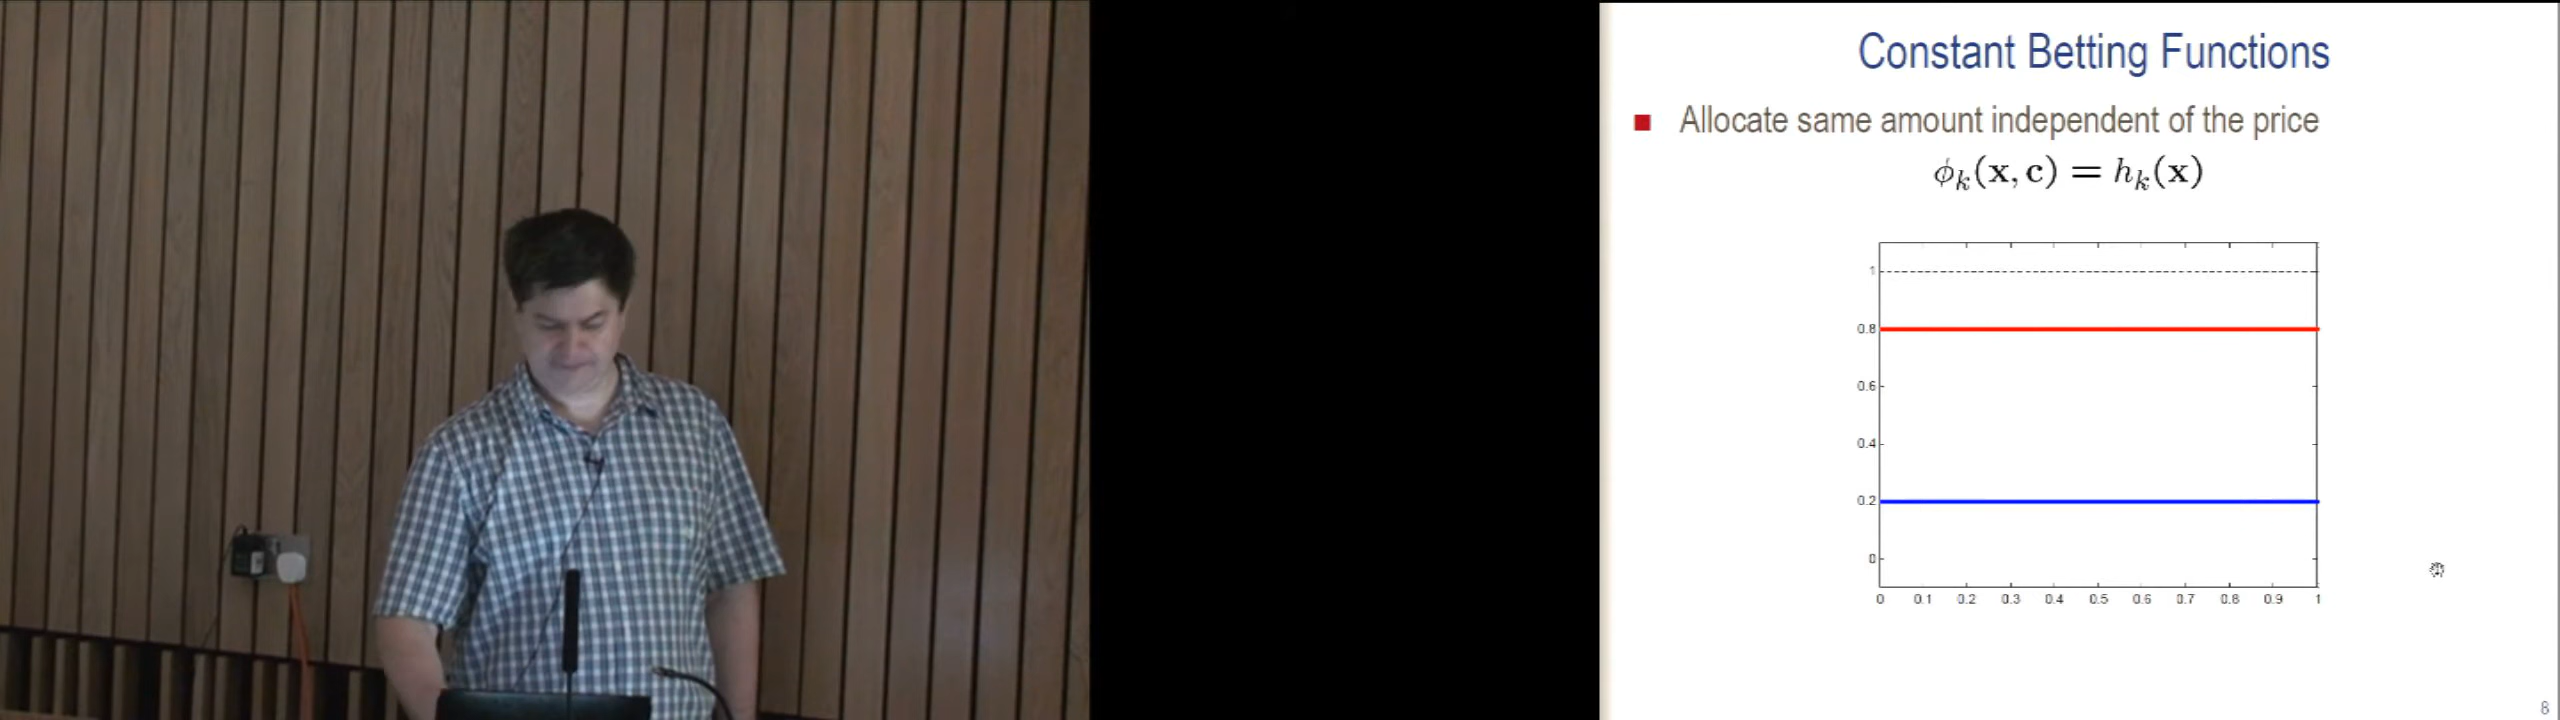 Constant Betting Functions
Allocate same amount independent of the price
ϕₖ(x, c) = hₖ(x)
1
0.8
0.6
0.4
0.2
0
0 0.1 0.2 0.3 0.4 0.5 0.6 0.7 0.8 0.9 1
8